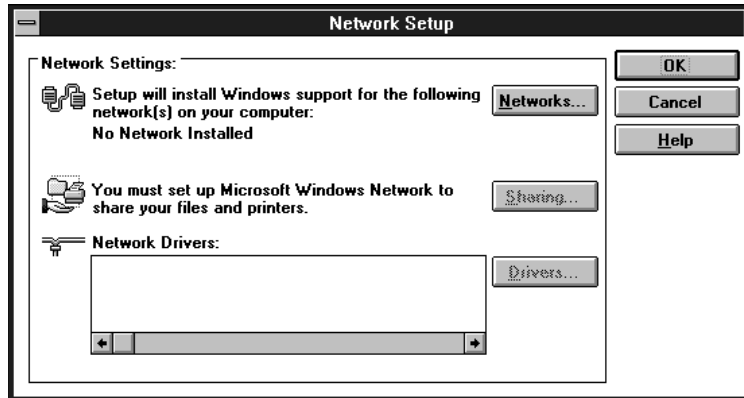 Network Setup
Network Settings:
Setup will install Windows support for the following
network(s) on your computer:
No Network Installed
Networks...
You must set up Microsoft Windows Network to
share your files and printers.
Sharing...
Network Drivers:
Drivers...
OK
Cancel
Help